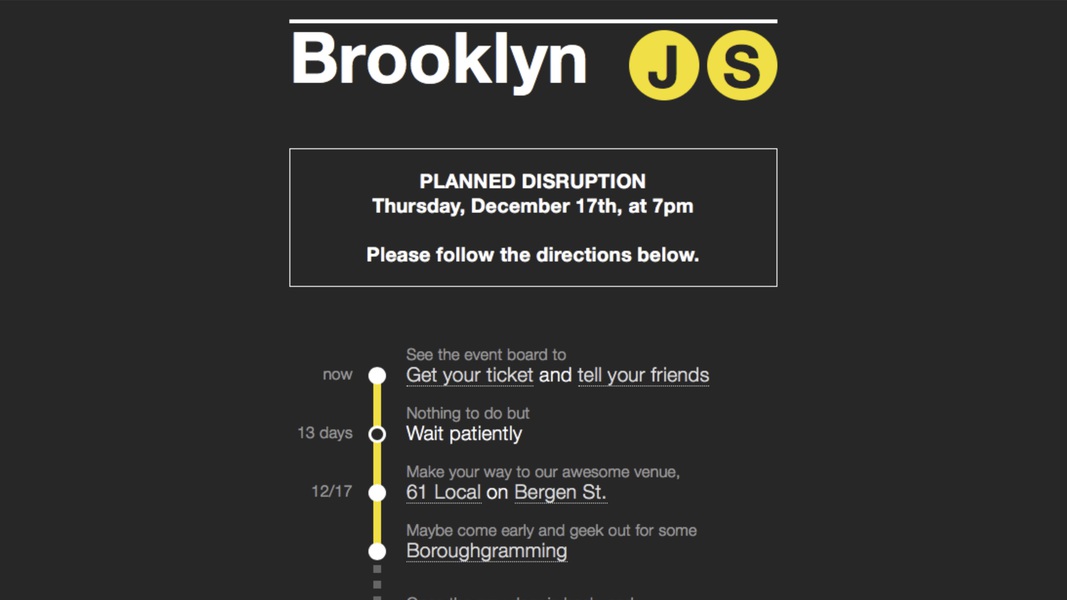 Brooklyn J S
PLANNED DISRUPTION
Thursday, December 17th, at 7pm
Please follow the directions below.
See the event board to
now Get your ticket and tell your friends
Nothing to do but
13 days Wait patiently
Make your way to our awesome venue,
12/17 61 Local on Bergen St.
Maybe come early and geek out for some
Boroughgramming